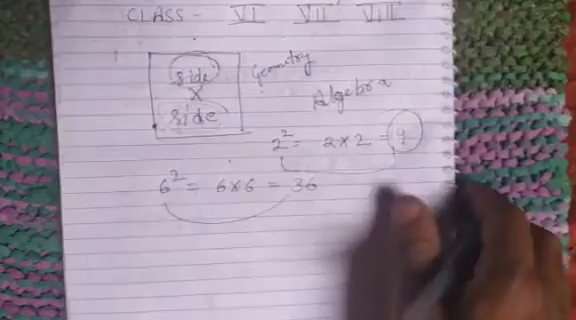 CLASS - VI VII VIII
side
×
side
Geometry
Algebra
2² = 2×2 = 4
6² = 6×6 = 36